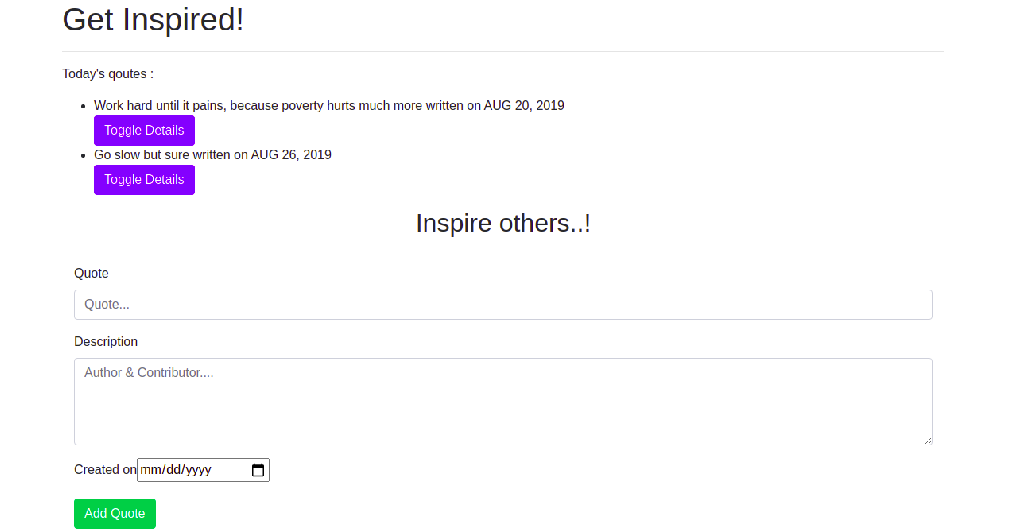 Get Inspired!
Today's qoutes :
Work hard until it pains, because poverty hurts much more written on AUG 20, 2019
Toggle Details
Go slow but sure written on AUG 26, 2019
Toggle Details
Inspire others..!
Quote
Quote...
Description
Author & Contributor....
Created on mm/dd/yyyy
Add Quote